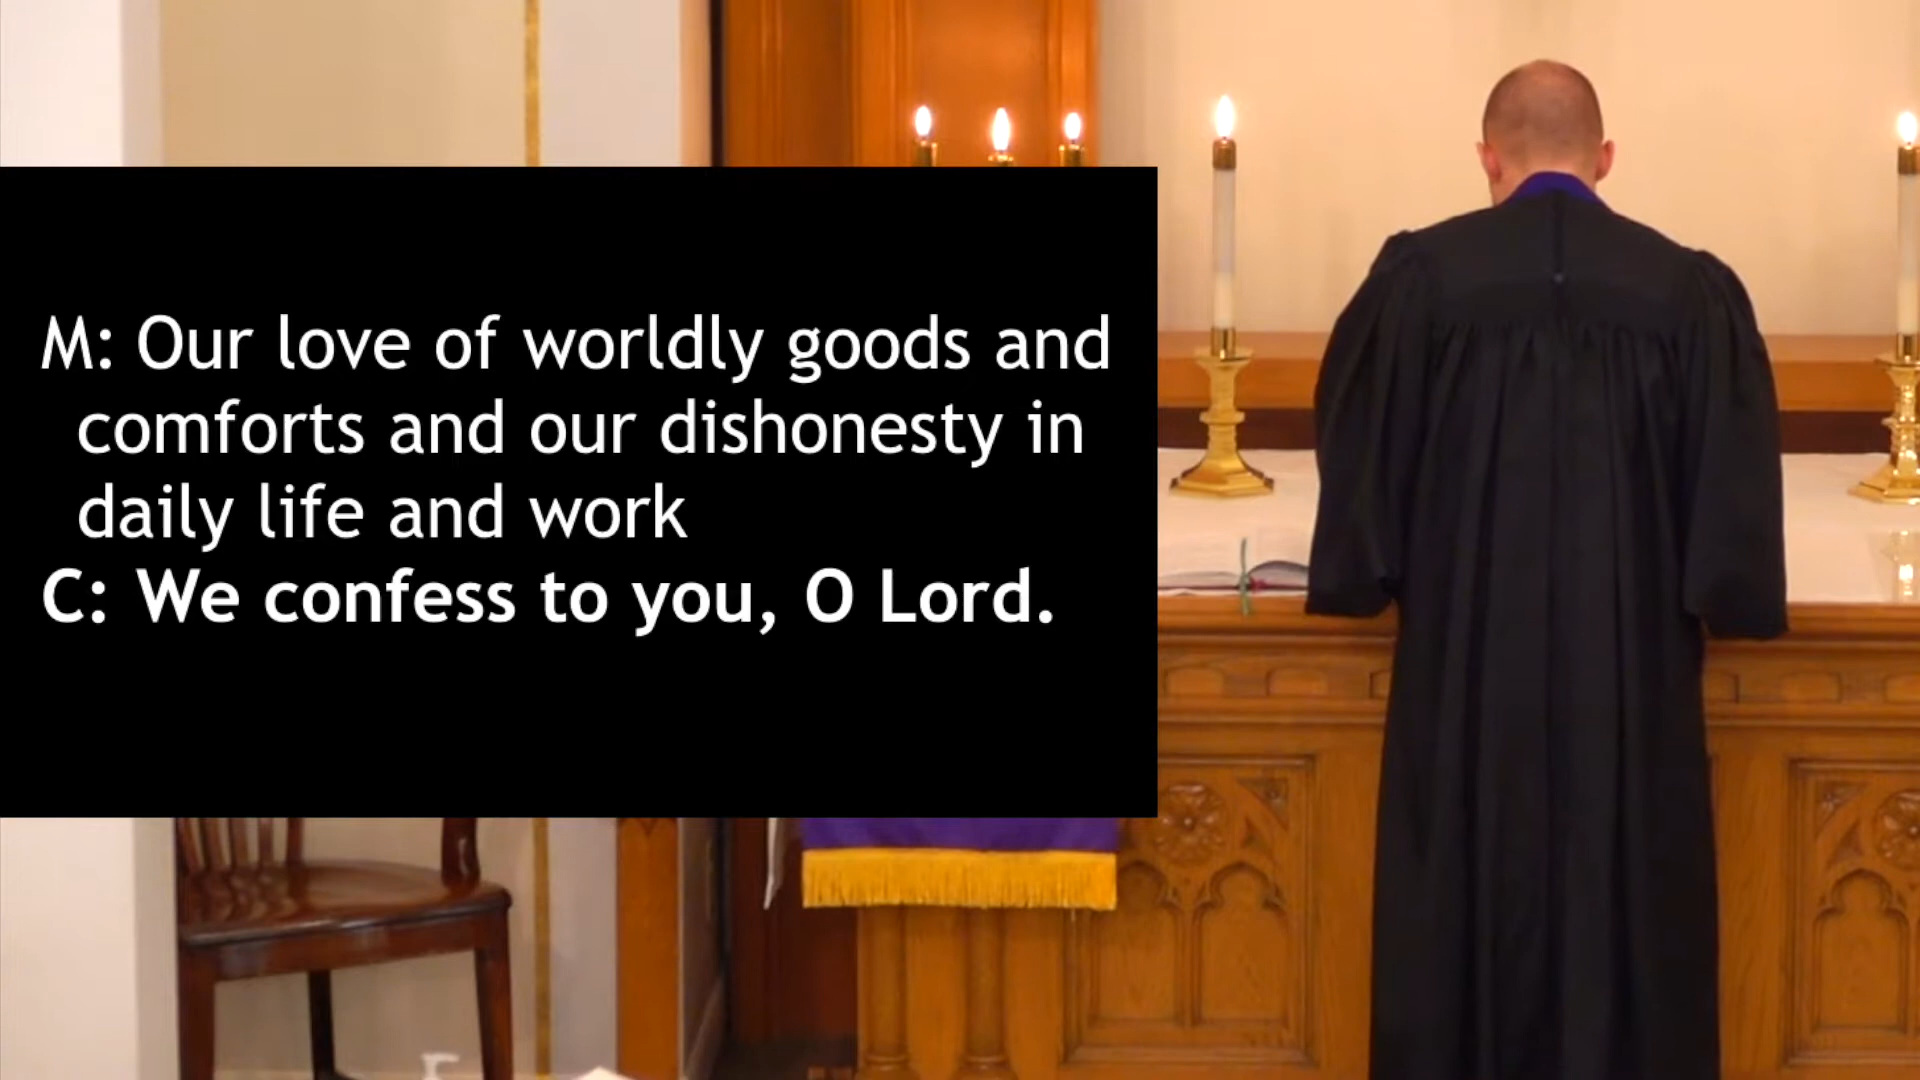 M: Our love of worldly goods and
comforts and our dishonesty in
daily life and work
C: We confess to you, O Lord.